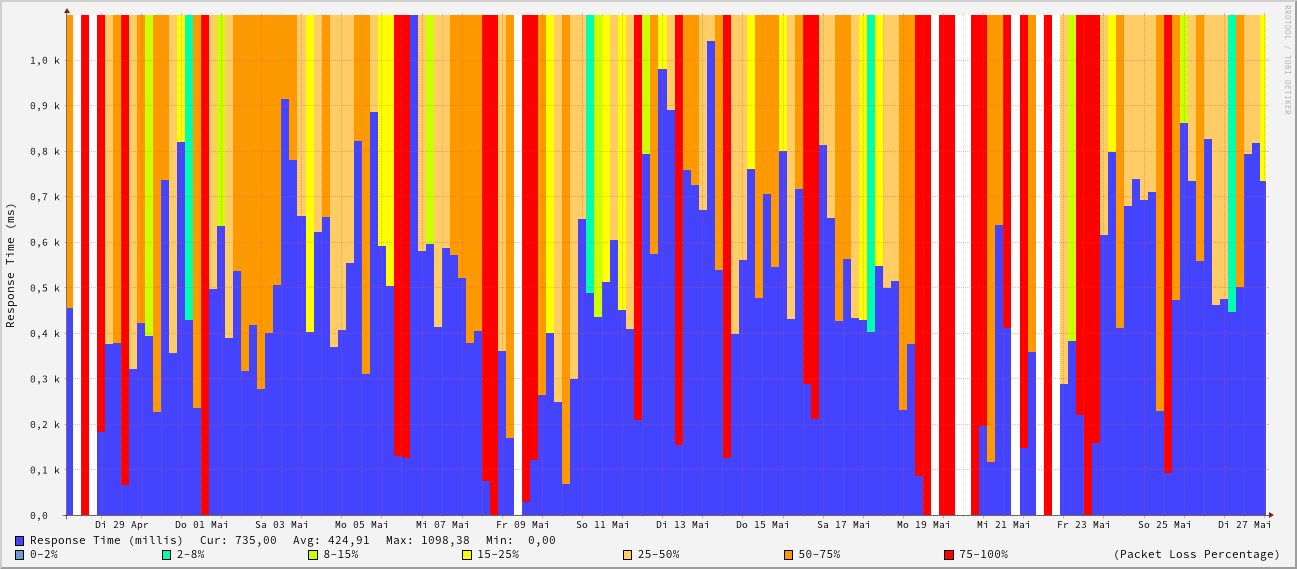 RRDTOOL / TOBI OETIKER
Response Time (ms)
1,0 k
0,9 k
0,8 k
0,7 k
0,6 k
0,5 k
0,4 k
0,3 k
0,2 k
0,1 k
0,0
Di 29 Apr Do 01 Mai Sa 03 Mai Mo 05 Mai Mi 07 Mai Fr 09 Mai So 11 Mai Di 13 Mai Do 15 Mai Sa 17 Mai Mo 19 Mai Mi 21 Mai Fr 23 Mai So 25 Mai Di 27 Mai
Response Time (millis) Cur: 735,00 Avg: 424,91 Max: 1098,38 Min: 0,00
0-2% 2-8% 8-15% 15-25% 25-50% 50-75% 75-100% (Packet Loss Percentage)